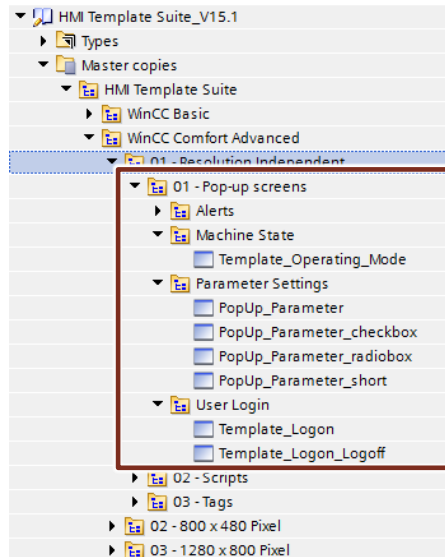 HMI Template Suite_V15.1
Types
Master copies
HMI Template Suite
WinCC Basic
WinCC Comfort Advanced
01 - Resolution Independent
01 - Pop-up screens
Alerts
Machine State
Template_Operating_Mode
Parameter Settings
PopUp_Parameter
PopUp_Parameter_checkbox
PopUp_Parameter_radiobox
PopUp_Parameter_short
User Login
Template_Logon
Template_Logon_Logoff
02 - Scripts
03 - Tags
02 - 800 x 480 Pixel
03 - 1280 x 800 Pixel